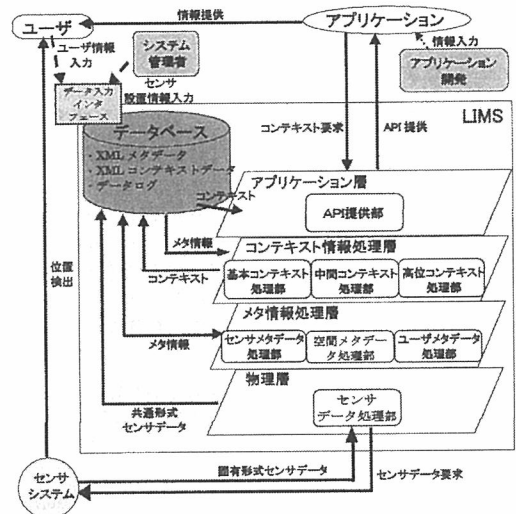 情報提供
ユーザ
アプリケーション
ユーザ情報
入力
システム
管理者
情報入力
アプリケーション
開発
センサ
設置情報入力
データ入力
インタ
フェース
LIMS
データベース
・XMLメタデータ
・XMLコンテキストデータ
・データログ
コンテキスト要求
API 提供
コンテキスト
アプリケーション層
API提供部
メタ情報
コンテキスト情報処理層
コンテキスト
基本コンテキスト
処理部
中間コンテキスト
処理部
高位コンテキスト
処理部
位置
検出
メタ情報処理層
メタ情報
センサメタデータ
処理部
空間メタデー
タ処理部
ユーザメタデータ
処理部
物理層
共通形式
センサデータ
センサ
データ処理部
固有形式センサデータ
センサデータ要求
センサ
システム